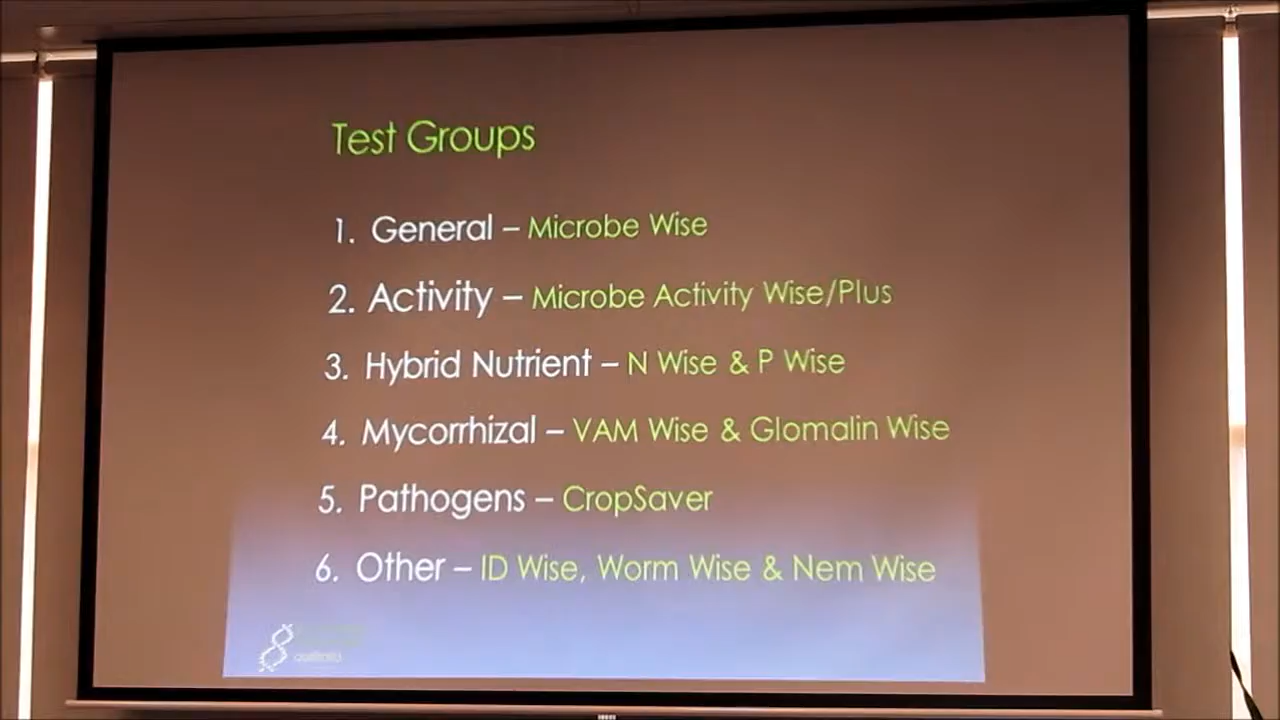 Test Groups
1. General – Microbe Wise
2. Activity – Microbe Activity Wise/Plus
3. Hybrid Nutrient – N Wise & P Wise
4. Mycorrhizal – VAM Wise & Glomalin Wise
5. Pathogens – CropSaver
6. Other – ID Wise, Worm Wise & Nem Wise